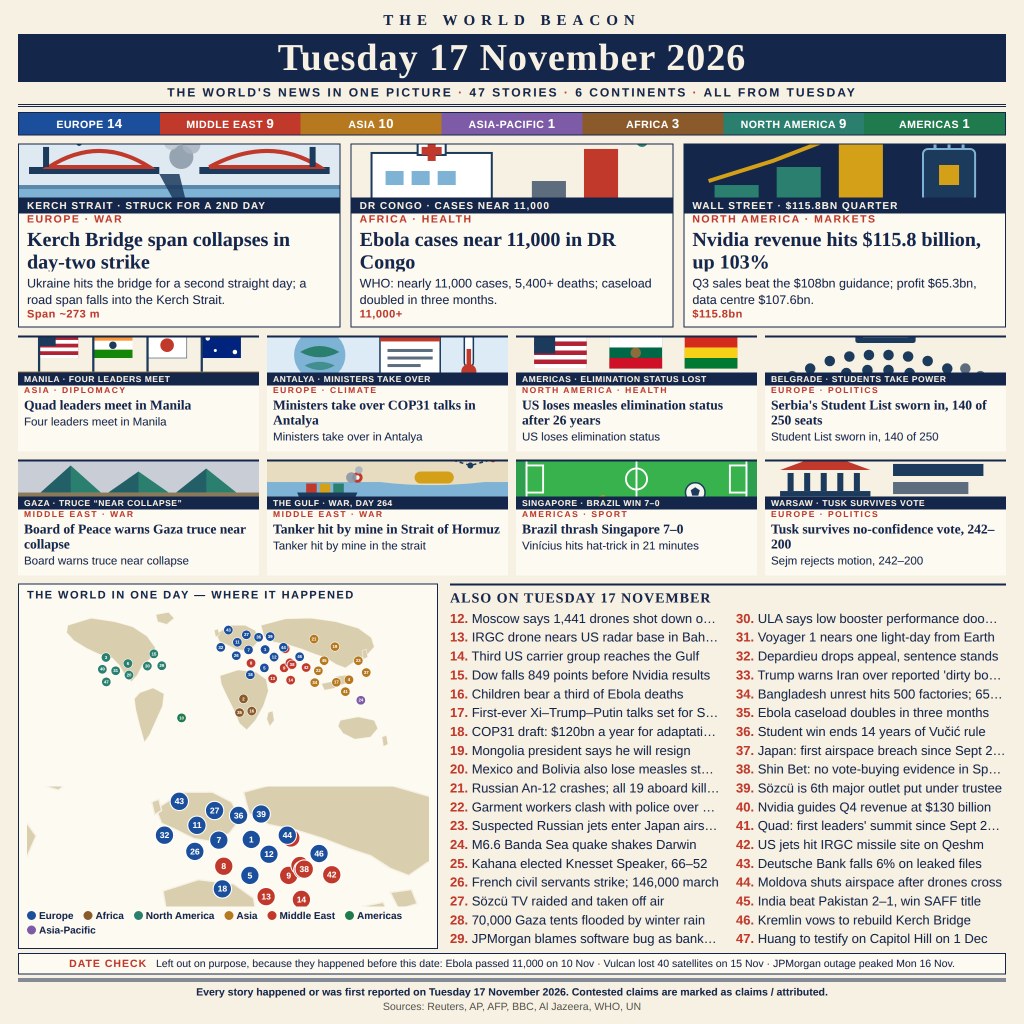 THE WORLD BEACON
Tuesday 17 November 2026
THE WORLD'S NEWS IN ONE PICTURE · 47 STORIES · 6 CONTINENTS · ALL FROM TUESDAY
EUROPE 14
MIDDLE EAST 9
ASIA 10
ASIA-PACIFIC 1
AFRICA 3
NORTH AMERICA 9
AMERICAS 1
KERCH STRAIT · STRUCK FOR A 2ND DAY
EUROPE · WAR
Kerch Bridge span collapses in
day-two strike
Ukraine hits the bridge for a second straight day; a
road span falls into the Kerch Strait.
Span ~273 m
DR CONGO · CASES NEAR 11,000
AFRICA · HEALTH
Ebola cases near 11,000 in DR
Congo
WHO: nearly 11,000 cases, 5,400+ deaths; caseload
doubled in three months.
11,000+
WALL STREET · $115.8BN QUARTER
NORTH AMERICA · MARKETS
Nvidia revenue hits $115.8 billion,
up 103%
Q3 sales beat the $108bn guidance; profit $65.3bn,
data centre $107.6bn.
$115.8bn
MANILA · FOUR LEADERS MEET
ASIA · DIPLOMACY
Quad leaders meet in Manila
Four leaders meet in Manila
ANTALYA · MINISTERS TAKE OVER
EUROPE · CLIMATE
Ministers take over COP31 talks in
Antalya
Ministers take over in Antalya
AMERICAS · ELIMINATION STATUS LOST
NORTH AMERICA · HEALTH
US loses measles elimination status
after 26 years
US loses elimination status
BELGRADE · STUDENTS TAKE POWER
EUROPE · POLITICS
Serbia's Student List sworn in, 140 of
250 seats
Student List sworn in, 140 of 250
GAZA · TRUCE “NEAR COLLAPSE”
MIDDLE EAST · WAR
Board of Peace warns Gaza truce near
collapse
Board warns truce near collapse
THE GULF · WAR, DAY 264
MIDDLE EAST · WAR
Tanker hit by mine in Strait of Hormuz
Tanker hit by mine in the strait
SINGAPORE · BRAZIL WIN 7–0
AMERICAS · SPORT
Brazil thrash Singapore 7–0
Vinícius hits hat-trick in 21 minutes
WARSAW · TUSK SURVIVES VOTE
EUROPE · POLITICS
Tusk survives no-confidence vote, 242–
200
Sejm rejects motion, 242–200
THE WORLD IN ONE DAY — WHERE IT HAPPENED
43
27
36
39
11
32
7
1
44
26
12
46
8
9
38
42
5
18
13
14
Europe
Africa
North America
Asia
Middle East
Americas
Asia-Pacific
ALSO ON TUESDAY 17 NOVEMBER
12. Moscow says 1,441 drones shot down o…
13. IRGC drone nears US radar base in Bah…
14. Third US carrier group reaches the Gulf
15. Dow falls 849 points before Nvidia results
16. Children bear a third of Ebola deaths
17. First-ever Xi–Trump–Putin talks set for S…
18. COP31 draft: $120bn a year for adaptati…
19. Mongolia president says he will resign
20. Mexico and Bolivia also lose measles st…
21. Russian An-12 crashes; all 19 aboard kill…
22. Garment workers clash with police over …
23. Suspected Russian jets enter Japan airs…
24. M6.6 Banda Sea quake shakes Darwin
25. Kahana elected Knesset Speaker, 66–52
26. French civil servants strike; 146,000 march
27. Sözcü TV raided and taken off air
28. 70,000 Gaza tents flooded by winter rain
29. JPMorgan blames software bug as bank…
30. ULA says low booster performance doo…
31. Voyager 1 nears one light-day from Earth
32. Depardieu drops appeal, sentence stands
33. Trump warns Iran over reported 'dirty bo…
34. Bangladesh unrest hits 500 factories; 65…
35. Ebola caseload doubles in three months
36. Student win ends 14 years of Vučić rule
37. Japan: first airspace breach since Sept 2…
38. Shin Bet: no vote-buying evidence in Sp…
39. Sözcü is 6th major outlet put under trustee
40. Nvidia guides Q4 revenue at $130 billion
41. Quad: first leaders' summit since Sept 2…
42. US jets hit IRGC missile site on Qeshm
43. Deutsche Bank falls 6% on leaked files
44. Moldova shuts airspace after drones cross
45. India beat Pakistan 2–1, win SAFF title
46. Kremlin vows to rebuild Kerch Bridge
47. Huang to testify on Capitol Hill on 1 Dec
DATE CHECK Left out on purpose, because they happened before this date: Ebola passed 11,000 on 10 Nov · Vulcan lost 40 satellites on 15 Nov · JPMorgan outage peaked Mon 16 Nov.
Every story happened or was first reported on Tuesday 17 November 2026. Contested claims are marked as claims / attributed.
Sources: Reuters, AP, AFP, BBC, Al Jazeera, WHO, UN